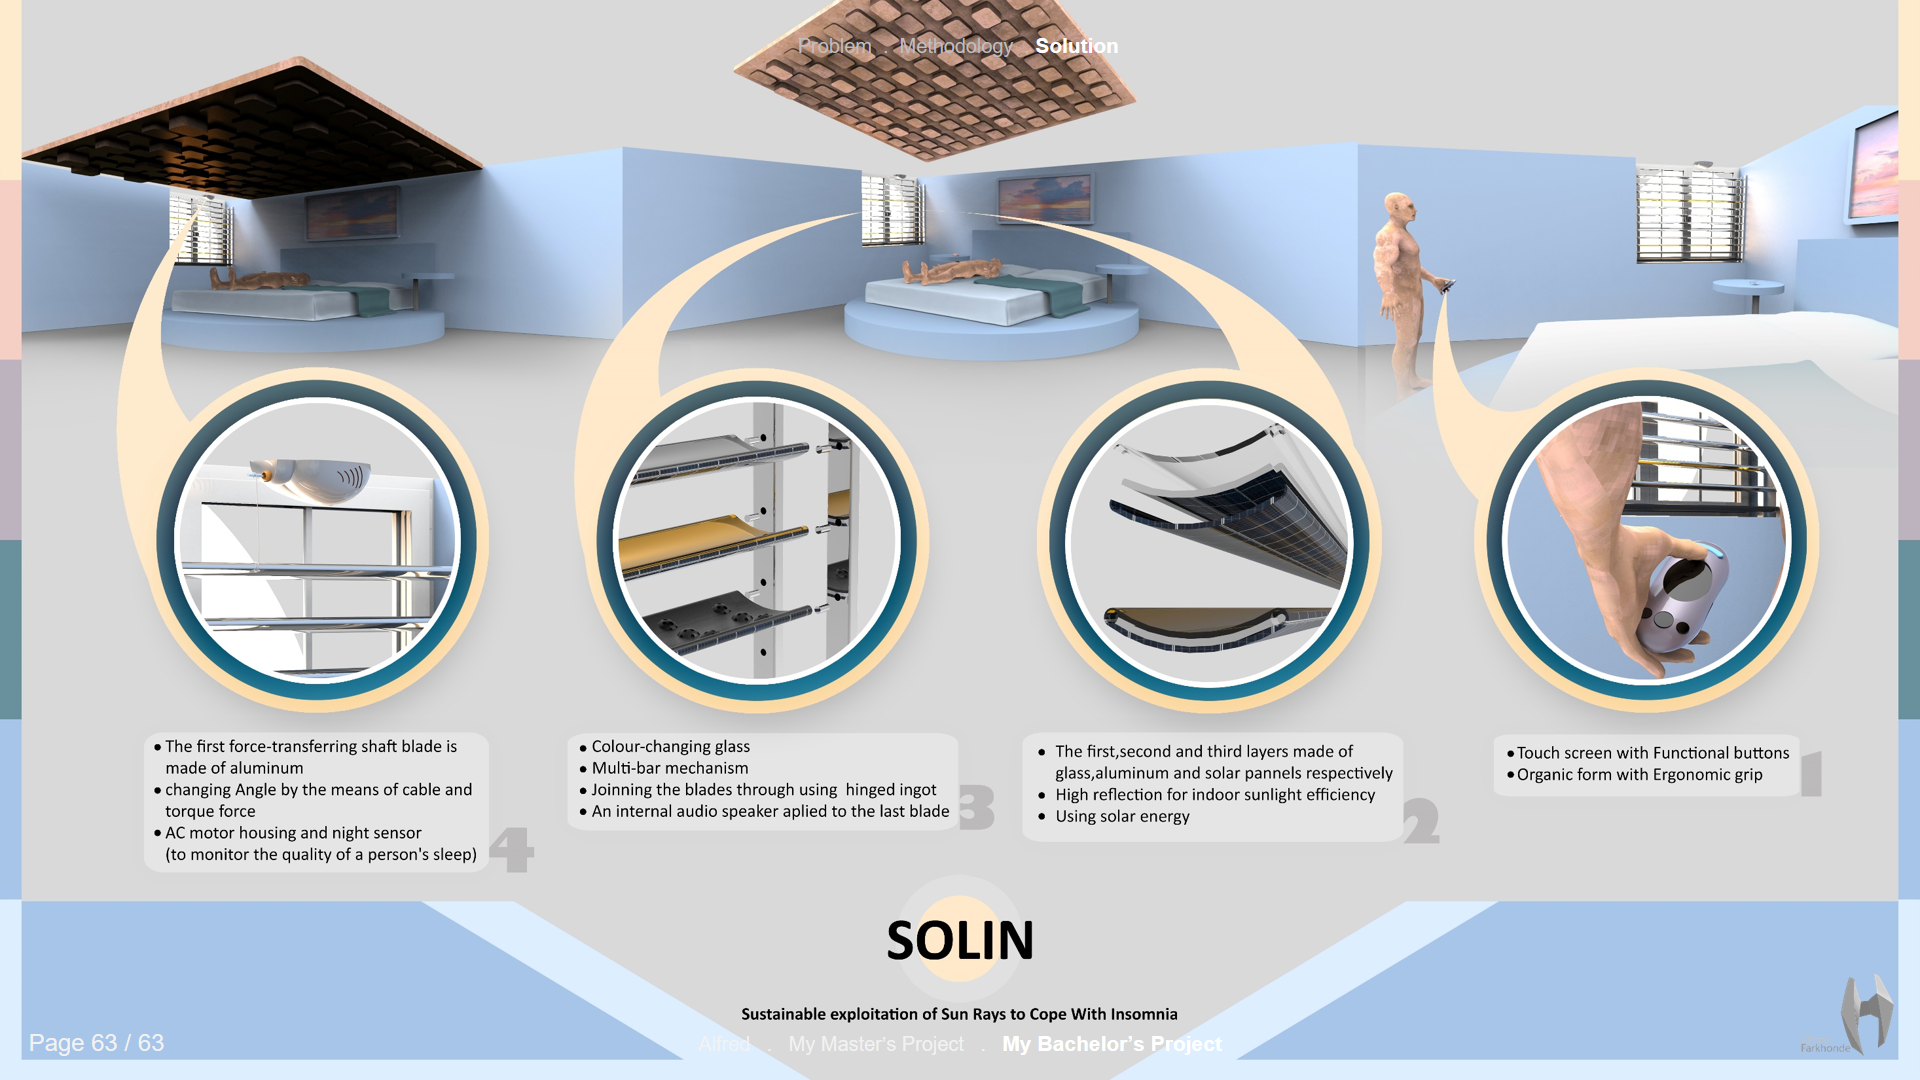 Problem . Methodology . Solution
• The first force-transferring shaft blade is
made of aluminum
• changing Angle by the means of cable and
torque force
• AC motor housing and night sensor
(to monitor the quality of a person's sleep)
4
• Colour-changing glass
• Multi-bar mechanism
• Joinning the blades through using hinged ingot
• An internal audio speaker aplied to the last blade
3
• The first,second and third layers made of
glass,aluminum and solar pannels respectively
• High reflection for indoor sunlight efficiency
• Using solar energy
2
• Touch screen with Functional buttons
• Organic form with Ergonomic grip
1
SOLIN
Sustainable exploitation of Sun Rays to Cope With Insomnia
Page 63 / 63
Alfred . My Master's Project . My Bachelor's Project
Farkhonde